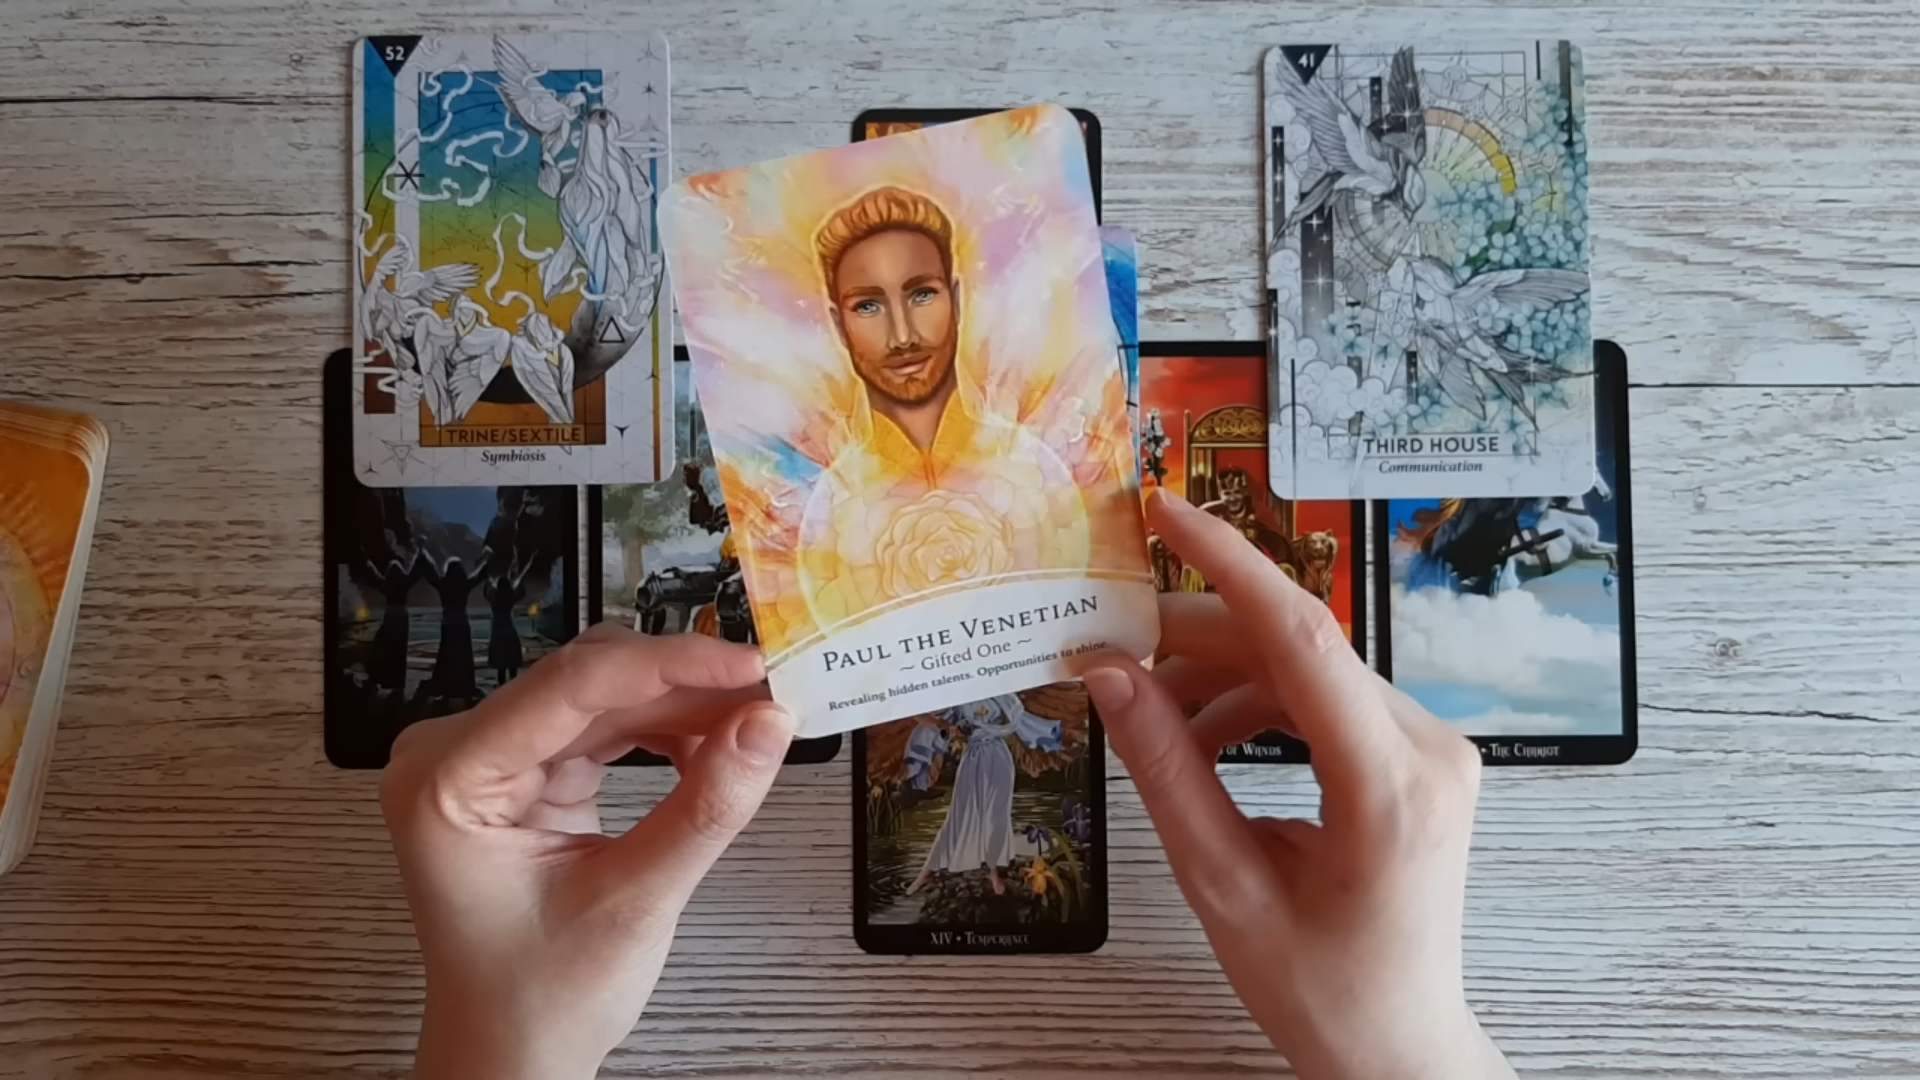 52
TRINE/SEXTILE
Symbiosis
41
THIRD HOUSE
Communication
PAUL THE VENETIAN
~ Gifted One ~
Revealing hidden talents. Opportunities to shine.
OF WANDS
• THE CHARIOT
XIV • TEMPERANCE